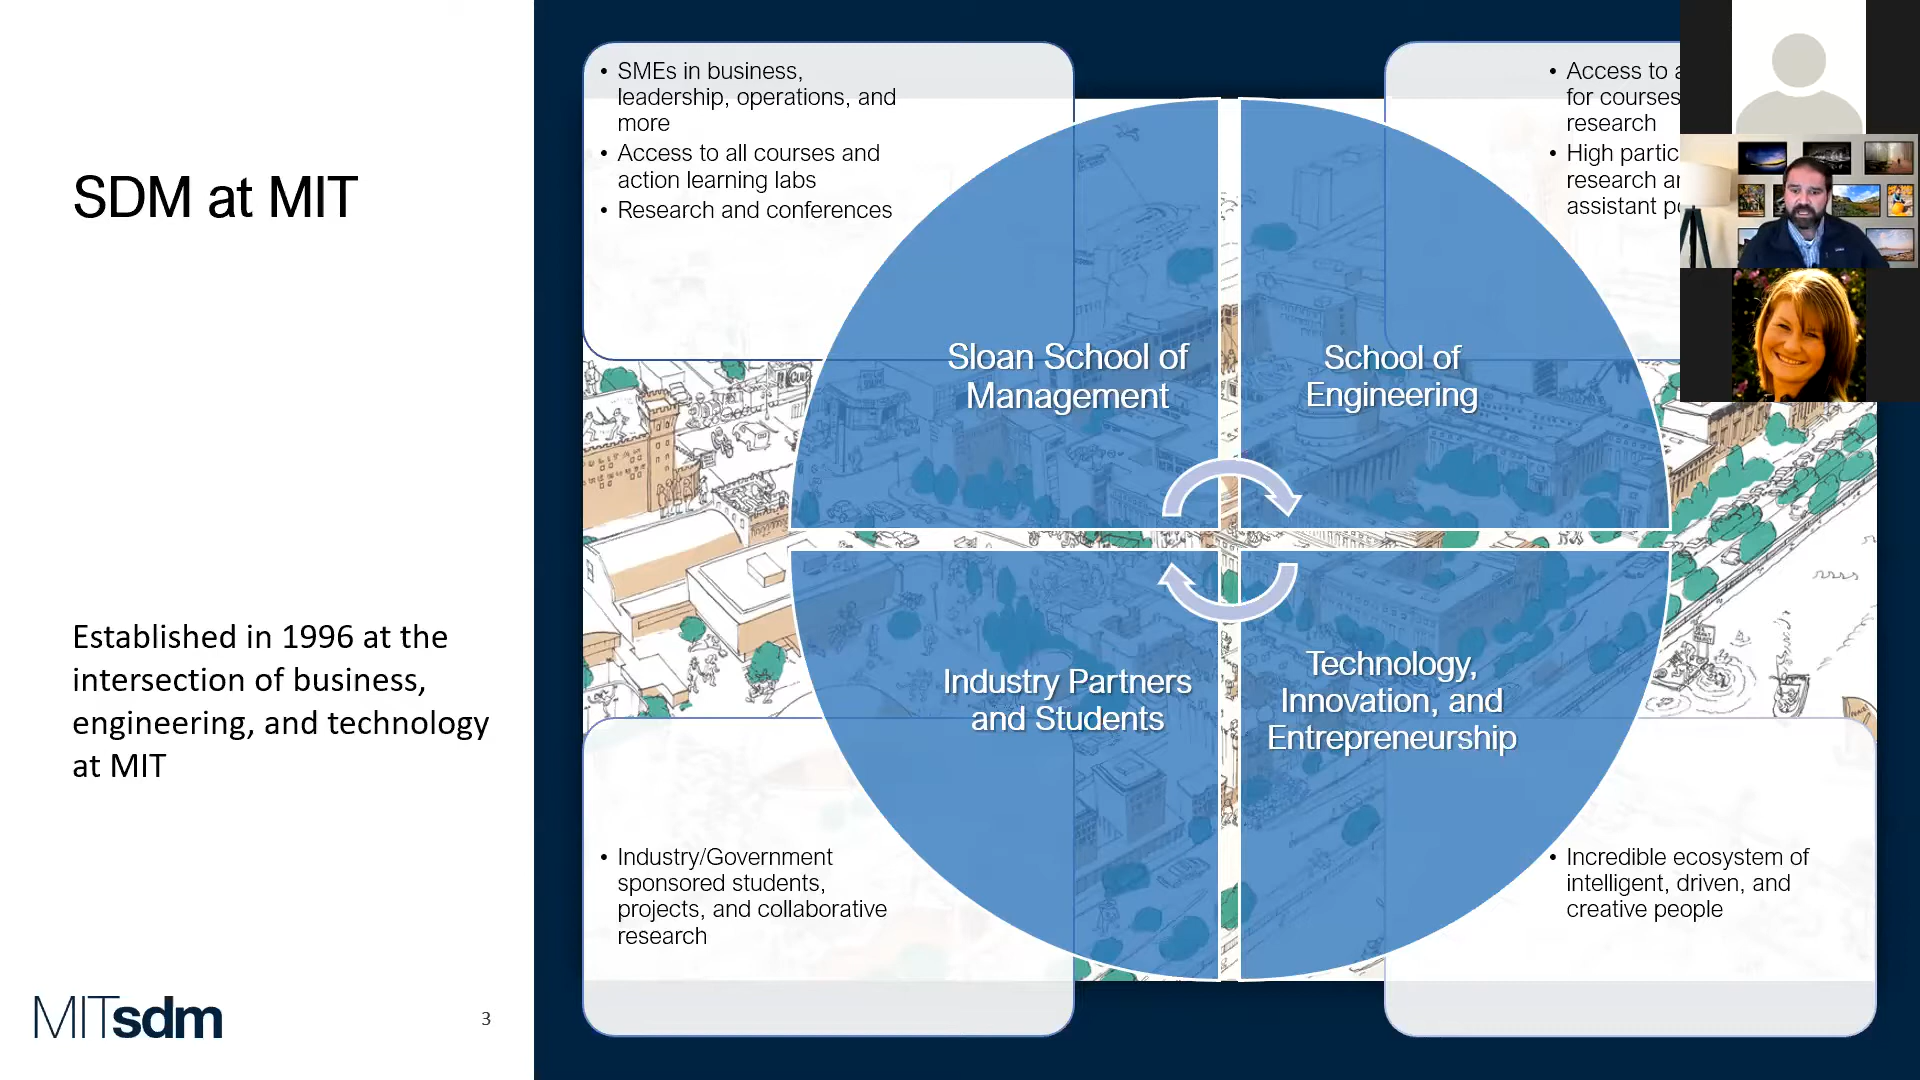 SDM at MIT
Established in 1996 at the
intersection of business,
engineering, and technology
at MIT
MITsdm
3
• SMEs in business,
leadership, operations, and
more
• Access to all courses and
action learning labs
• Research and conferences
• Access to
for courses
research
• High
research
assistant
Sloan School of
Management
School of
Engineering
Industry Partners
and Students
Technology,
Innovation, and
Entrepreneurship
• Industry/Government
sponsored students,
projects, and collaborative
research
• Incredible ecosystem of
intelligent, driven, and
creative people